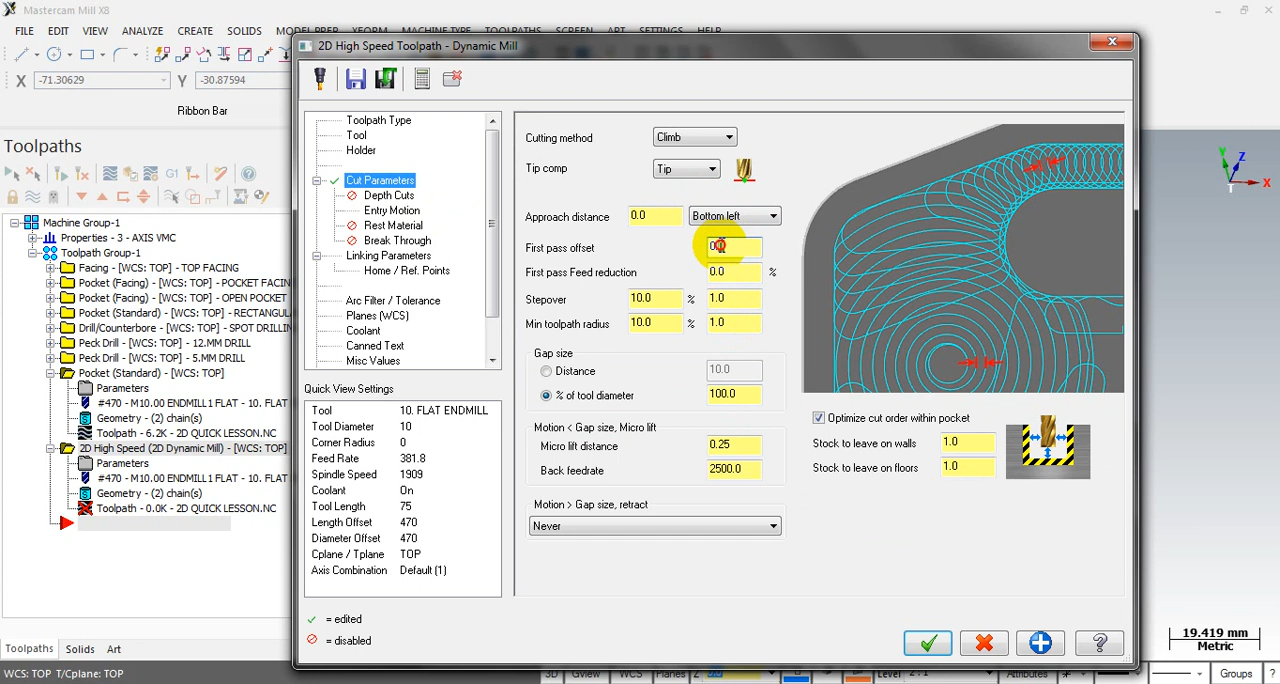 Mastercam Mill X8
FILE EDIT VIEW ANALYZE CREATE SOLIDS MODEL PREP XFORM MACHINE TYPE TOOLPATHS SCREEN ART SETTINGS HELP
X -71.30629 Y -30.87594
Ribbon Bar
Toolpaths
G1
Machine Group-1
Properties - 3 - AXIS VMC
Toolpath Group-1
Facing - [WCS: TOP] - TOP FACING
Pocket (Facing) - [WCS: TOP] - POCKET FACING
Pocket (Facing) - [WCS: TOP] - OPEN POCKET
Pocket (Standard) - [WCS: TOP] - RECTANGUL
Drill/Counterbore - [WCS: TOP] - SPOT DRILLIN
Peck Drill - [WCS: TOP] - 12.MM DRILL
Peck Drill - [WCS: TOP] - 5.MM DRILL
Pocket (Standard) - [WCS: TOP]
Parameters
#470 - M10.00 ENDMILL1 FLAT - 10. FLAT
Geometry - (2) chain(s)
Toolpath - 6.2K - 2D QUICK LESSON.NC
2D High Speed (2D Dynamic Mill) - [WCS: TOP]
Parameters
#470 - M10.00 ENDMILL1 FLAT - 10. FLAT
Geometry - (2) chain(s)
Toolpath - 0.0K - 2D QUICK LESSON.NC
Toolpaths Solids Art
WCS: TOP T/Cplane: TOP
2D High Speed Toolpath - Dynamic Mill
Toolpath Type
Tool
Holder
Cut Parameters
Depth Cuts
Entry Motion
Rest Material
Break Through
Linking Parameters
Home / Ref. Points
Arc Filter / Tolerance
Planes (WCS)
Coolant
Canned Text
Misc Values
Quick View Settings
Tool 10. FLAT ENDMILL
Tool Diameter 10
Corner Radius 0
Feed Rate 381.8
Spindle Speed 1909
Coolant On
Tool Length 75
Length Offset 470
Diameter Offset 470
Cplane / Tplane TOP
Axis Combination Default (1)
= edited
= disabled
Cutting method Climb
Tip comp Tip
Approach distance 0.0 Bottom left
First pass offset
First pass Feed reduction 0.0 %
Stepover 10.0 % 1.0
Min toolpath radius 10.0 % 1.0
Gap size
Distance 10.0
% of tool diameter 100.0
Motion < Gap size, Micro lift
Micro lift distance 0.25
Back feedrate 2500.0
Motion > Gap size, retract
Never
Optimize cut order within pocket
Stock to leave on walls 1.0
Stock to leave on floors 1.0
Y Z X T
19.419 mm
Metric
3D Gview WCS Planes Z Level 2 : 1 Attributes Groups